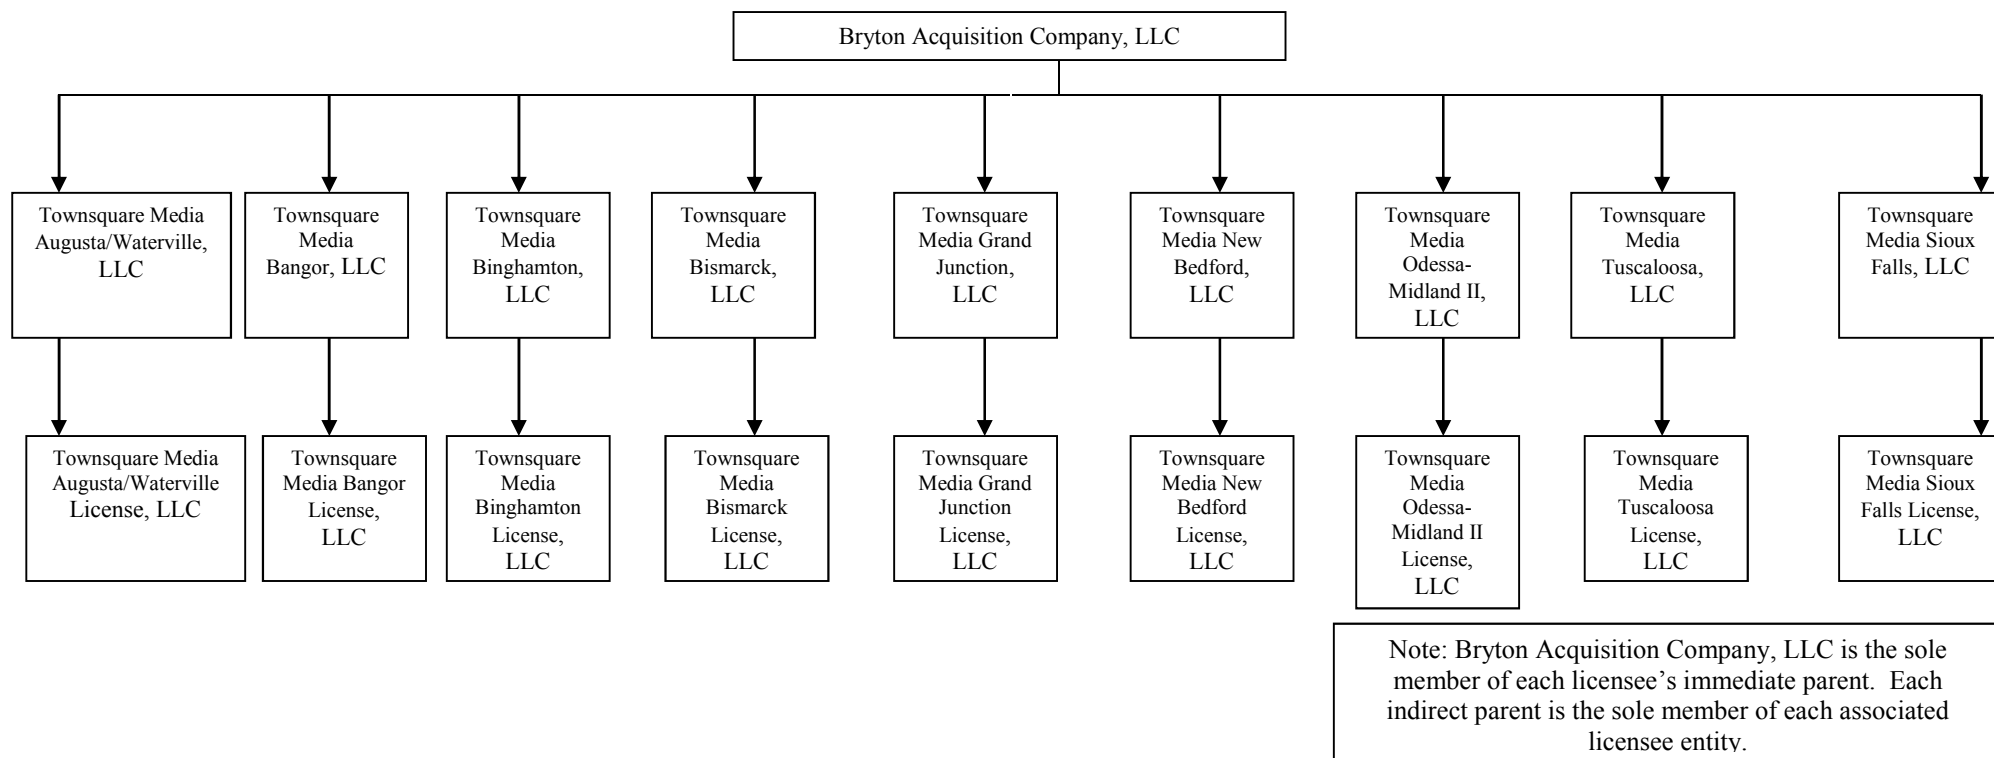 Bryton Acquisition Company, LLC
Townsquare Media
Augusta/Waterville,
LLC
Townsquare
Media
Bangor, LLC
Townsquare
Media
Binghamton,
LLC
Townsquare
Media
Bismarck,
LLC
Townsquare
Media Grand
Junction,
LLC
Townsquare
Media New
Bedford, LLC
Townsquare
Media
Odessa-
Midland II,
LLC
Townsquare
Media
Tuscaloosa,
LLC
Townsquare
Media Sioux
Falls, LLC
Townsquare Media
Augusta/Waterville
License, LLC
Townsquare
Media Bangor
License,
LLC
Townsquare
Media
Binghamton
License,
LLC
Townsquare
Media
Bismarck
License,
LLC
Townsquare
Media Grand
Junction
License,
LLC
Townsquare
Media New
Bedford
License,
LLC
Townsquare
Media
Odessa-
Midland II
License,
LLC
Townsquare
Media
Tuscaloosa
License,
LLC
Townsquare
Media Sioux
Falls License,
LLC
Note: Bryton Acquisition Company, LLC is the sole
member of each licensee’s immediate parent.  Each
indirect parent is the sole member of each associated
licensee entity.